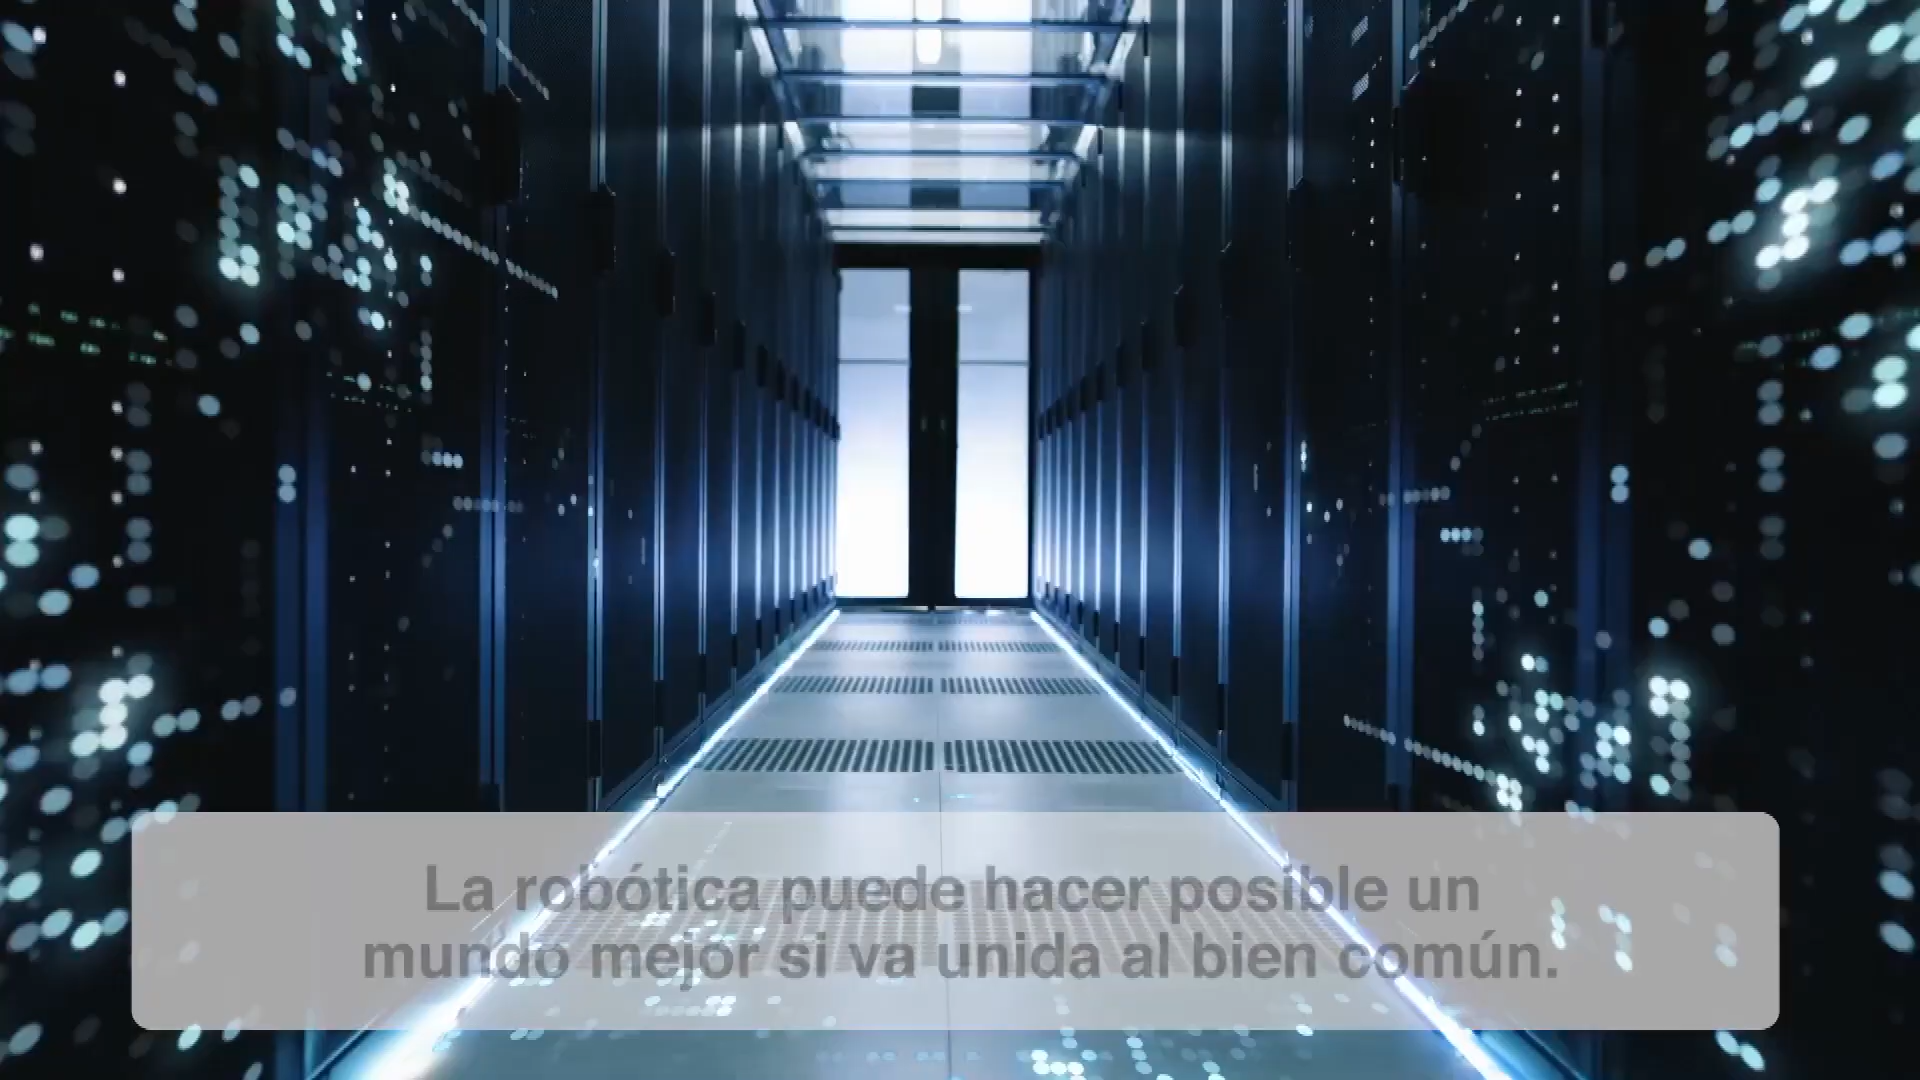 La robótica puede hacer posible un
mundo mejor si va unida al bien común.